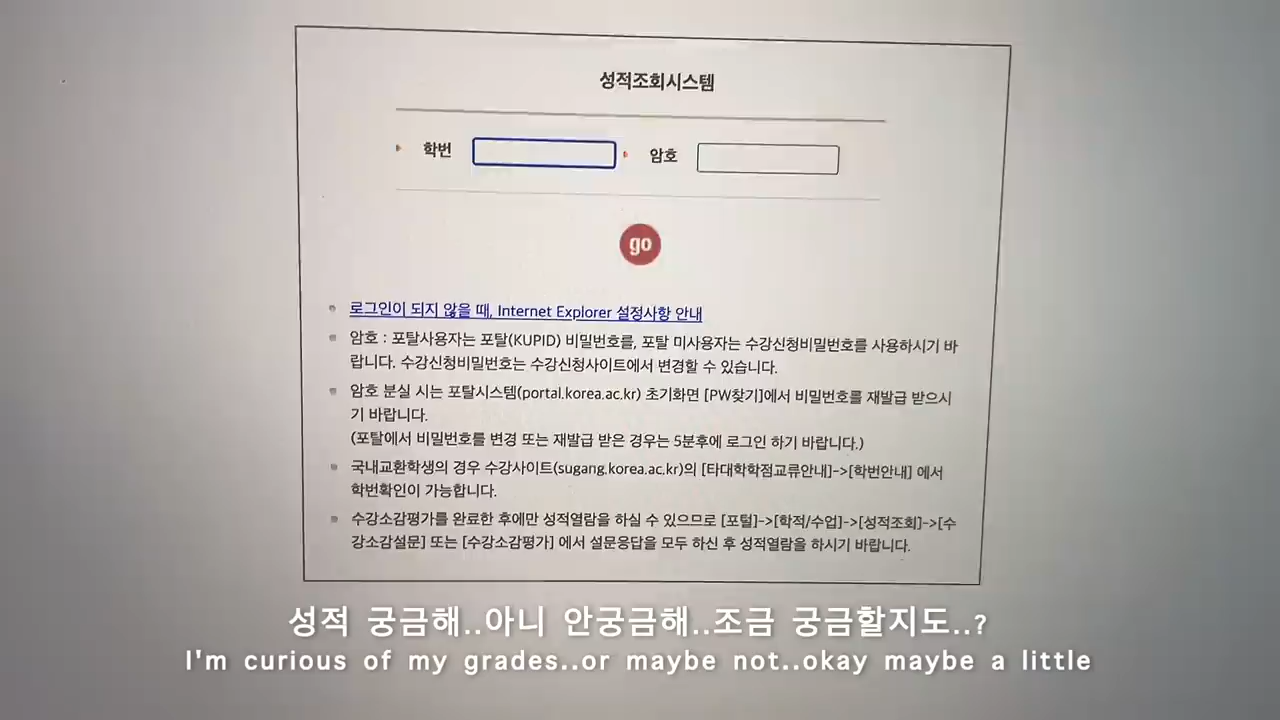 성적조회시스템
학번 암호
go
로그인이 되지 않을 때, Internet Explorer 설정사항 안내
암호 : 포탈사용자는 포탈(KUPID) 비밀번호를, 포탈 미사용자는 수강신청비밀번호를 사용하시기 바
랍니다. 수강신청비밀번호는 수강신청사이트에서 변경할 수 있습니다.
암호 분실 시는 포탈시스템(portal.korea.ac.kr) 초기화면 [PW찾기]에서 비밀번호를 재발급 받으시
기 바랍니다.
(포탈에서 비밀번호를 변경 또는 재발급 받은 경우는 5분후에 로그인 하기 바랍니다.)
국내교환학생의 경우 수강사이트(sugang.korea.ac.kr)의 [타대학학점교류안내]->[학번안내] 에서
학번확인이 가능합니다.
수강소감평가를 완료한 후에만 성적열람을 하실 수 있으므로 [포털]->[학적/수업]->[성적조회]->[수
강소감설문] 또는 [수강소감평가] 에서 설문응답을 모두 하신 후 성적열람을 하시기 바랍니다.
성적 궁금해..아니 안궁금해..조금 궁금할지도..?
I'm curious of my grades..or maybe not..okay maybe a little